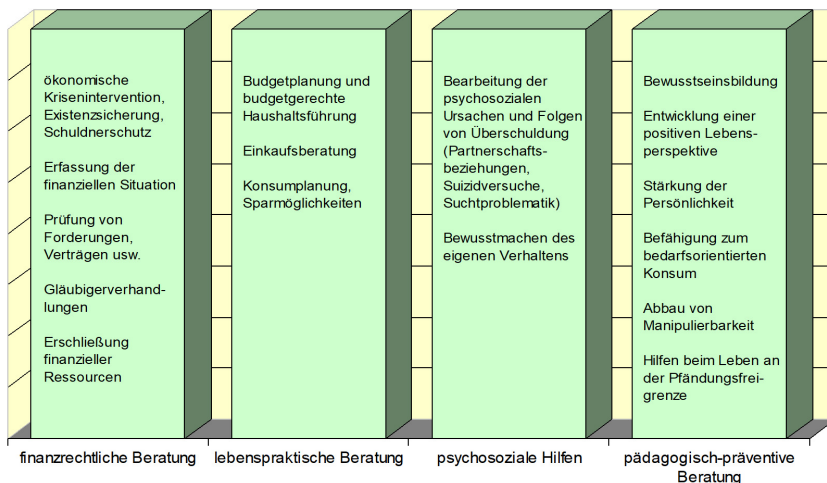 ökonomische
Krisenintervention,
Existenzsicherung,
Schuldnerschutz
Erfassung der
finanziellen Situation
Prüfung von
Forderungen,
Verträgen usw.
Gläubigerverhand-
lungen
Erschließung
finanzieller
Ressourcen
finanzrechtliche Beratung
Budgetplanung und
budgetgerechte
Haushaltsführung
Einkaufsberatung
Konsumplanung,
Sparmöglichkeiten
lebenspraktische Beratung
Bearbeitung der
psychosozialen
Ursachen und Folgen
von Überschuldung
(Partnerschafts-
beziehungen,
Suizidversuche,
Suchtproblematik)
Bewusstmachen des
eigenen Verhaltens
psychosoziale Hilfen
Bewusstseinsbildung
Entwicklung einer
positiven Lebens-
perspektive
Stärkung der
Persönlichkeit
Befähigung zum
bedarfsorientierten
Konsum
Abbau von
Manipulierbarkeit
Hilfen beim Leben an
der Pfändungsfrei-
grenze
pädagogisch-präventive
Beratung